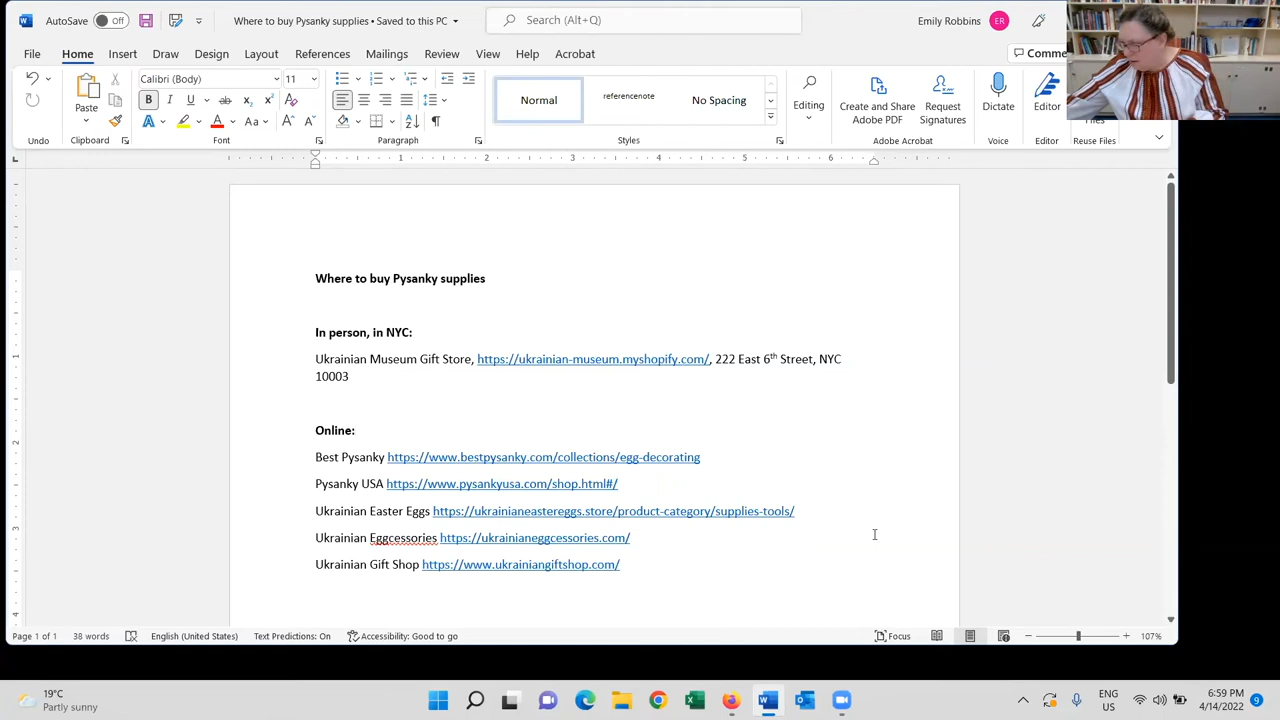 AutoSave Off Where to buy Pysanky supplies • Saved to this PC Search (Alt+Q) Emily Robbins ER
File Home Insert Draw Design Layout References Mailings Review View Help Acrobat
Calibri (Body) 11
Paste
Normal referencenote No Spacing
Editing
Create and Share Adobe PDF
Request Signatures
Dictate
Editor
Undo Clipboard Font Paragraph Styles Adobe Acrobat Voice Editor Reuse Files
1 2 3 4 5 6
Where to buy Pysanky supplies
In person, in NYC:
Ukrainian Museum Gift Store, https://ukrainian-museum.myshopify.com/, 222 East 6th Street, NYC
10003
Online:
Best Pysanky https://www.bestpysanky.com/collections/egg-decorating
Pysanky USA https://www.pysankyusa.com/shop.html#/
Ukrainian Easter Eggs https://ukrainianeastereggs.store/product-category/supplies-tools/
Ukrainian Eggcessories https://ukrainianeggcessories.com/
Ukrainian Gift Shop https://www.ukrainiangiftshop.com/
Page 1 of 1 38 words English (United States) Text Predictions: On Accessibility: Good to go Focus 107%
19°C
Partly sunny
ENG
US
6:59 PM
4/14/2022
9